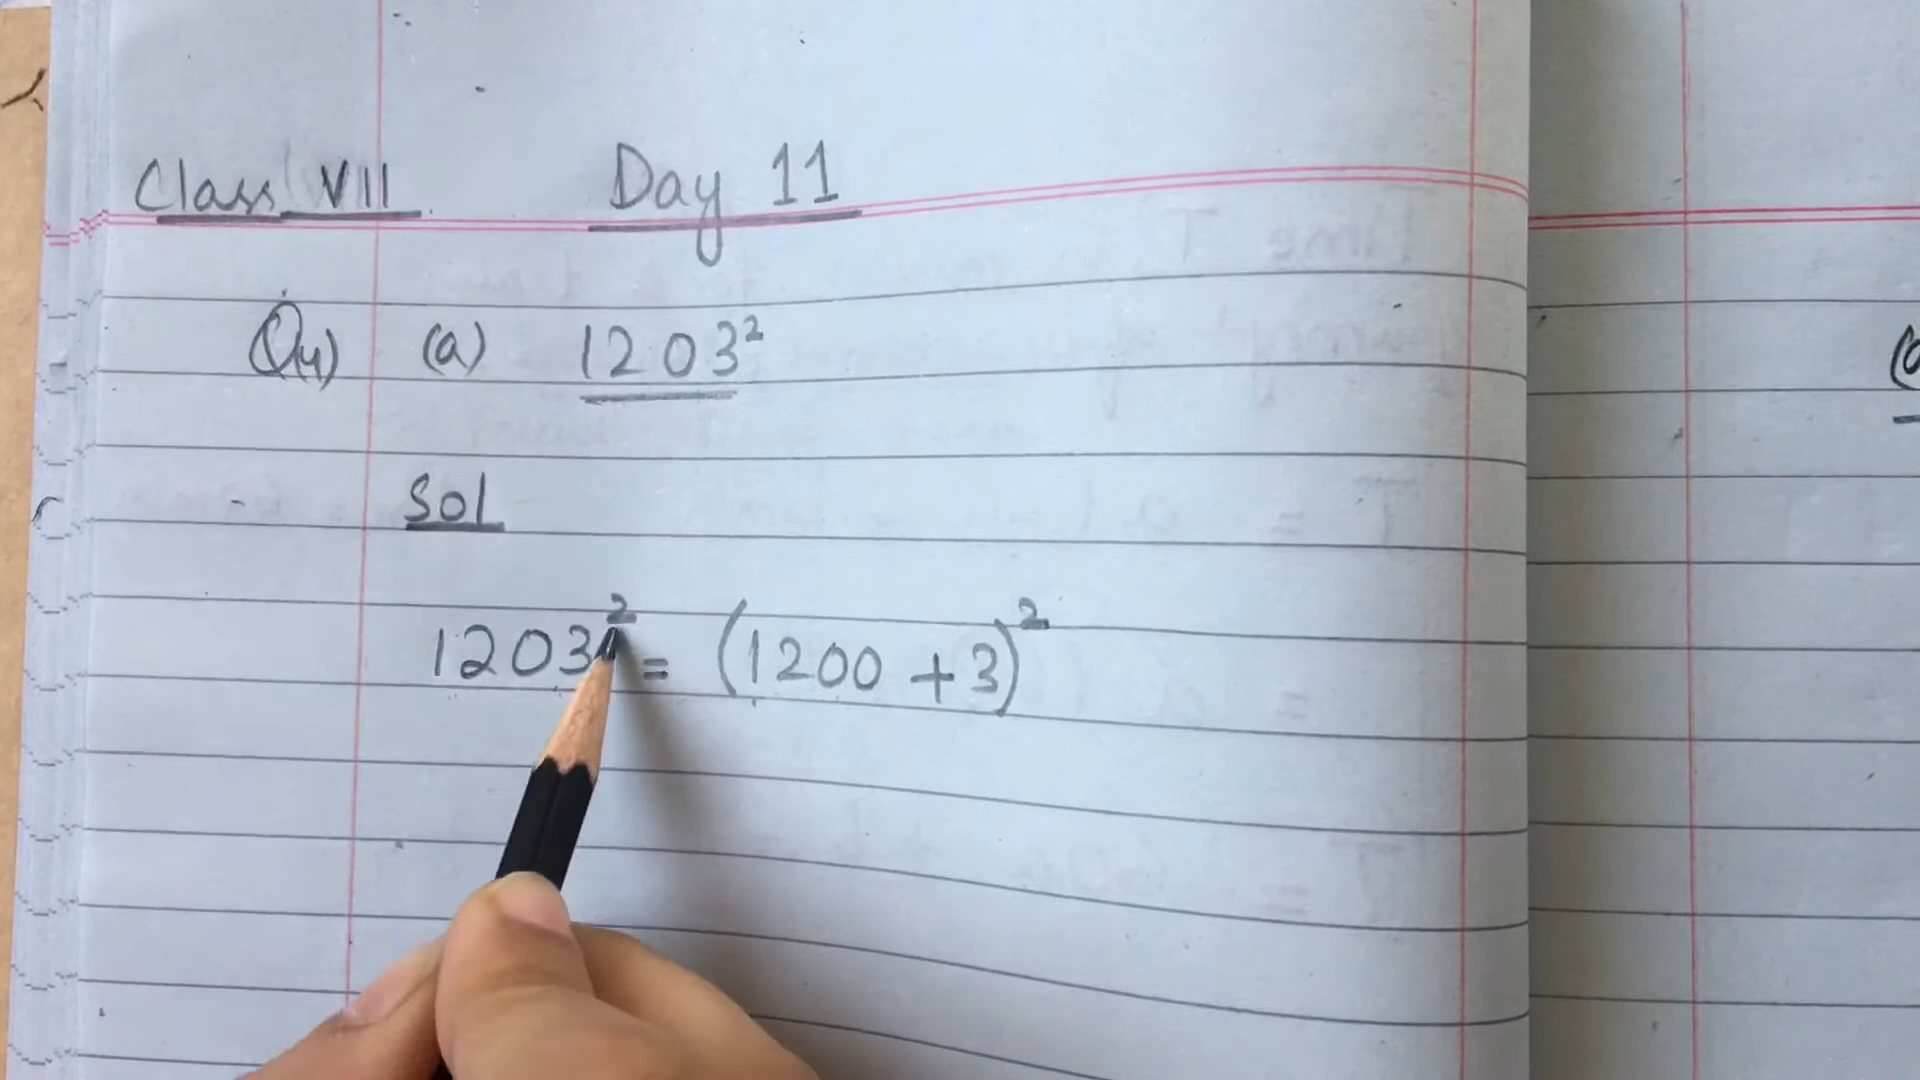 Class VII Day 11
Q4) (a) 1203²
Sol
1203² = (1200 + 3)²